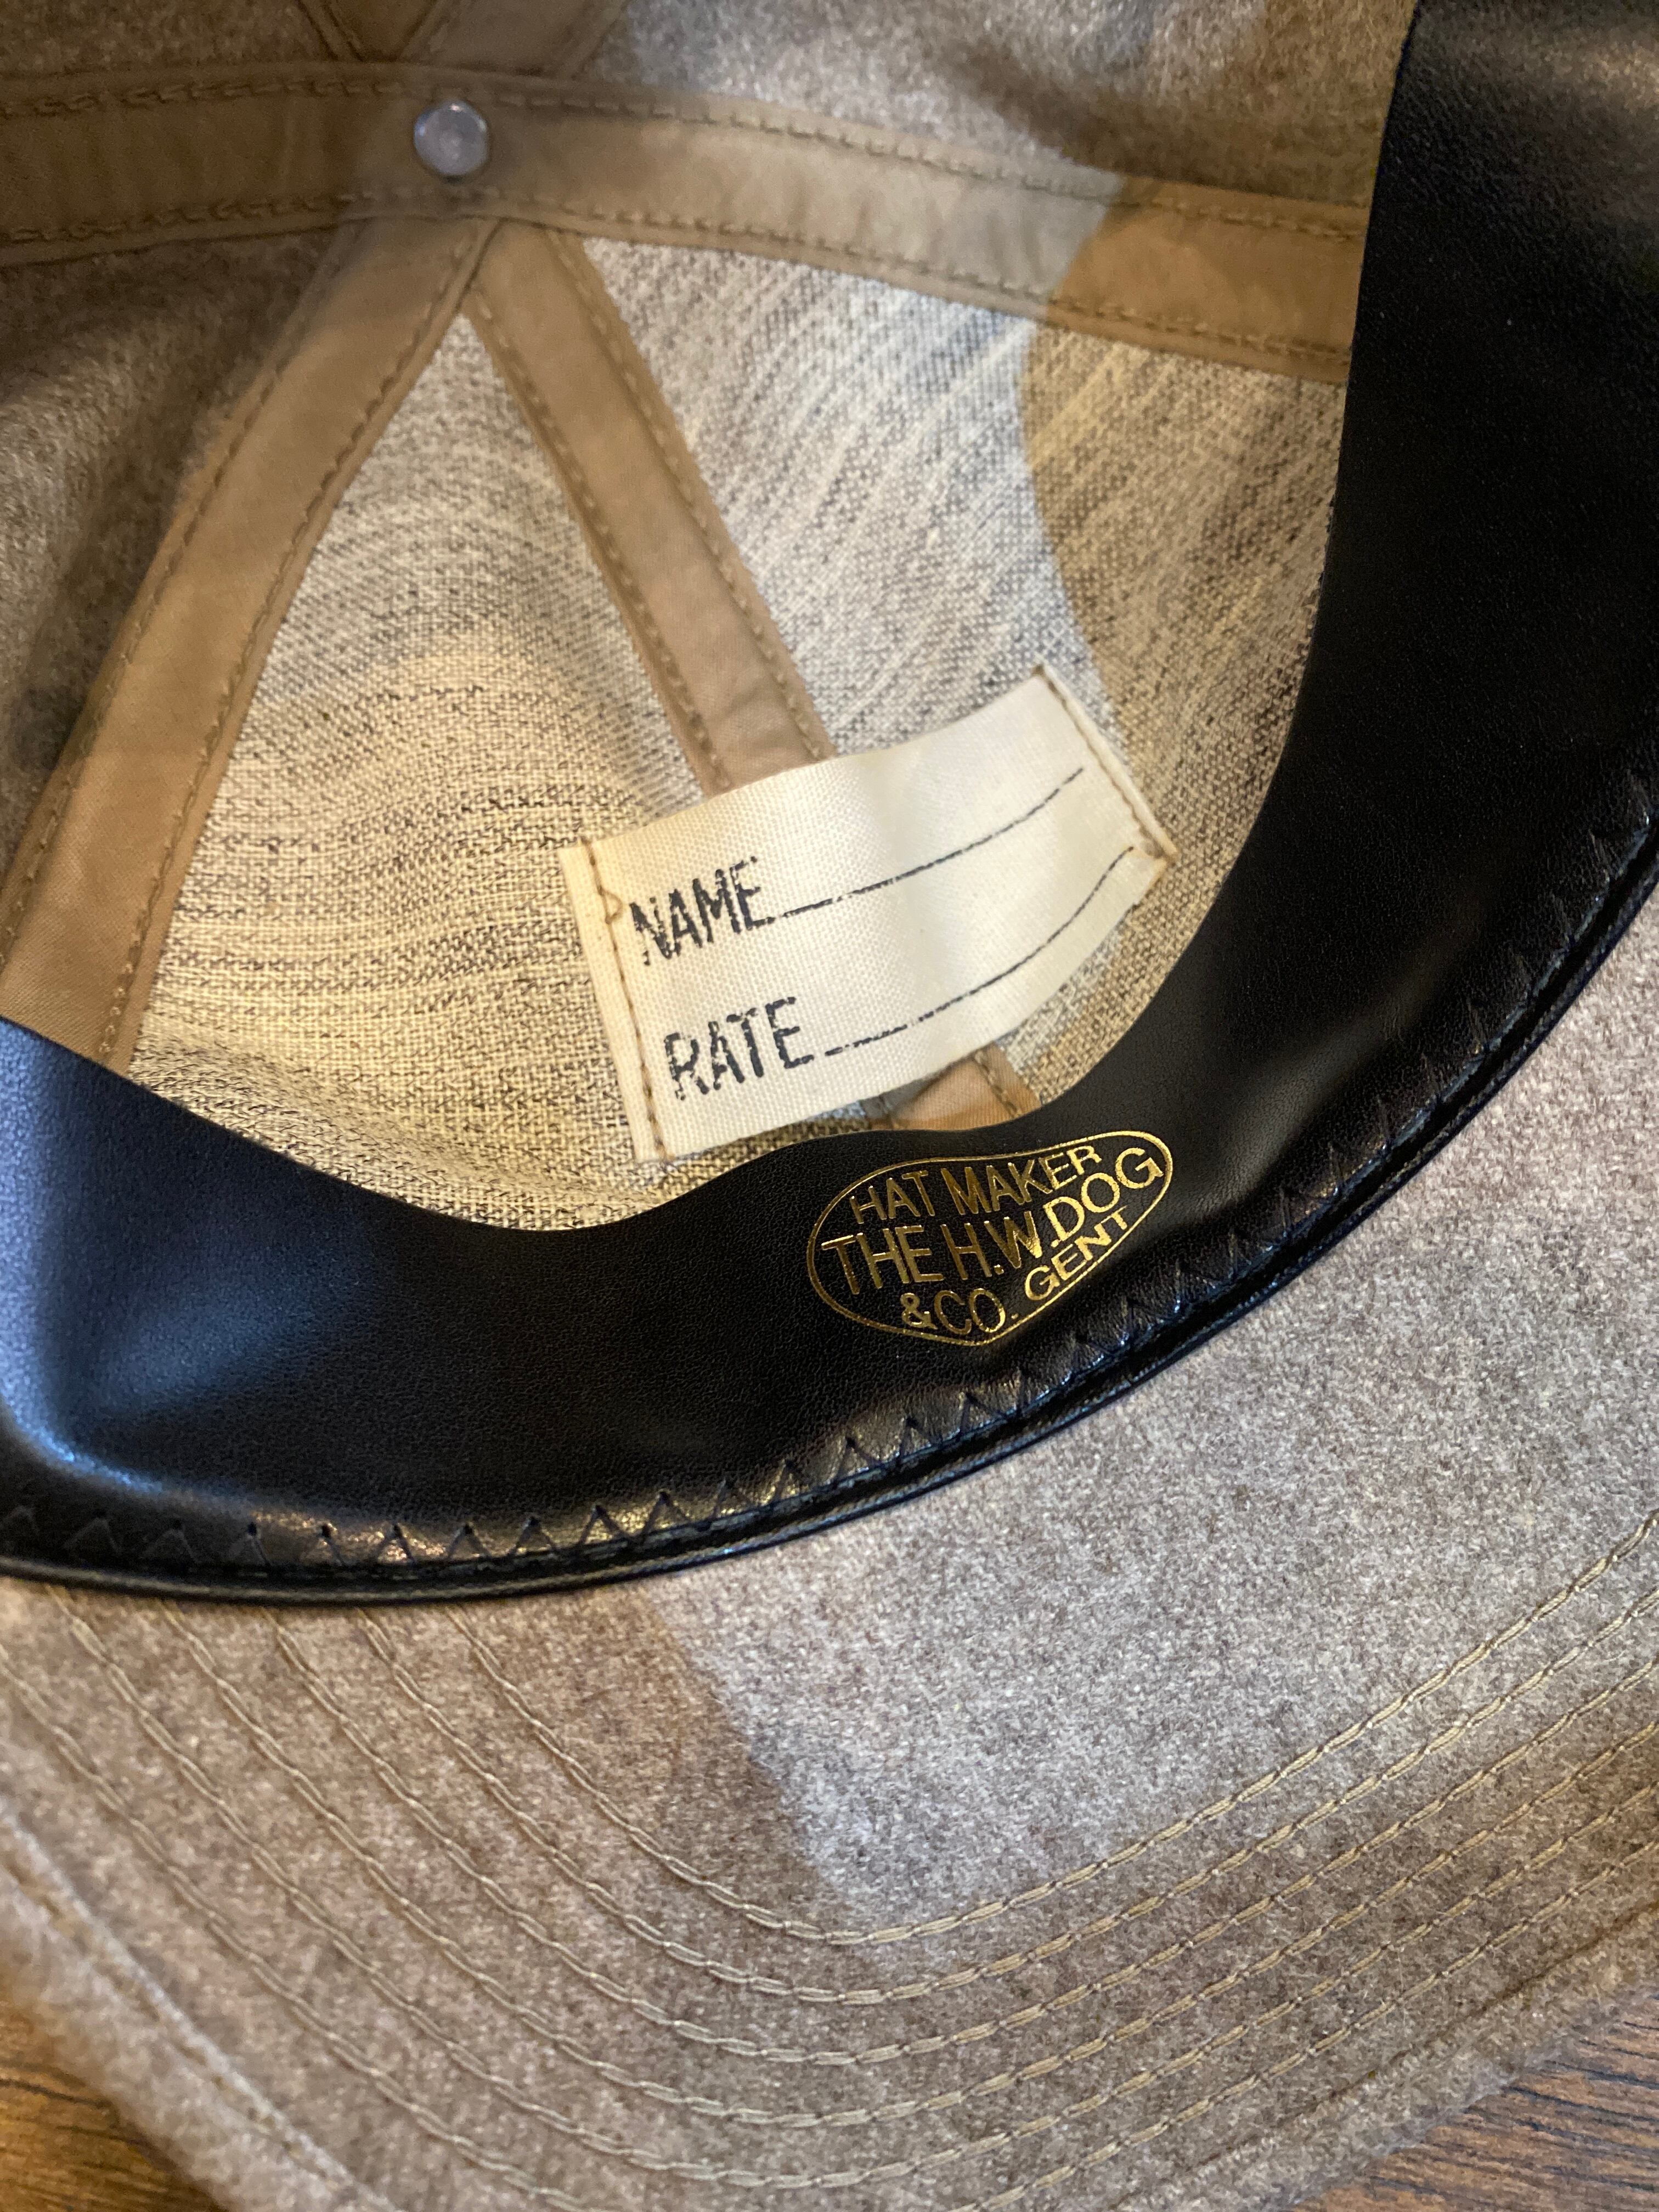 NAME
RATE
HAT MAKER
THE H.W.DOG
&CO. GENT